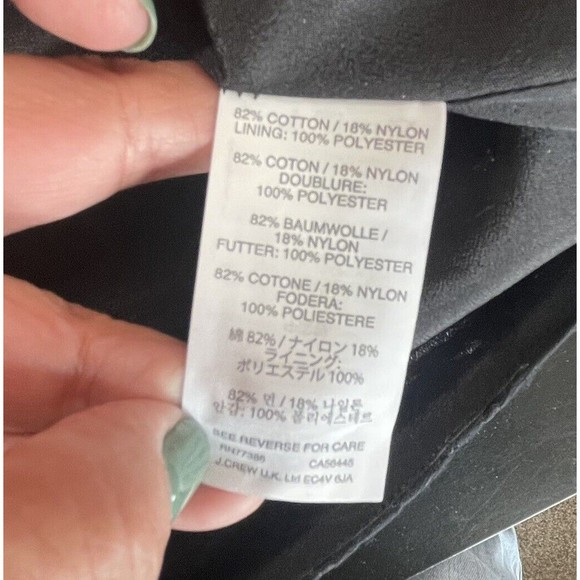 82% COTTON / 18% NYLON
LINING: 100% POLYESTER
82% COTON / 18% NYLON
DOUBLURE:
100% POLYESTER
82% BAUMWOLLE /
18% NYLON
FUTTER: 100% POLYESTER
82% COTONE / 18% NYLON
FODERA:
100% POLIESTERE
綿 82% / ナイロン 18%
ライニング:
ポリエステル 100%
82% 면 / 18% 나일론
안감: 100% 폴리에스테르
SEE REVERSE FOR CARE
RN77388 CA56445
J.CREW U.K. Ltd EC4V 6JA